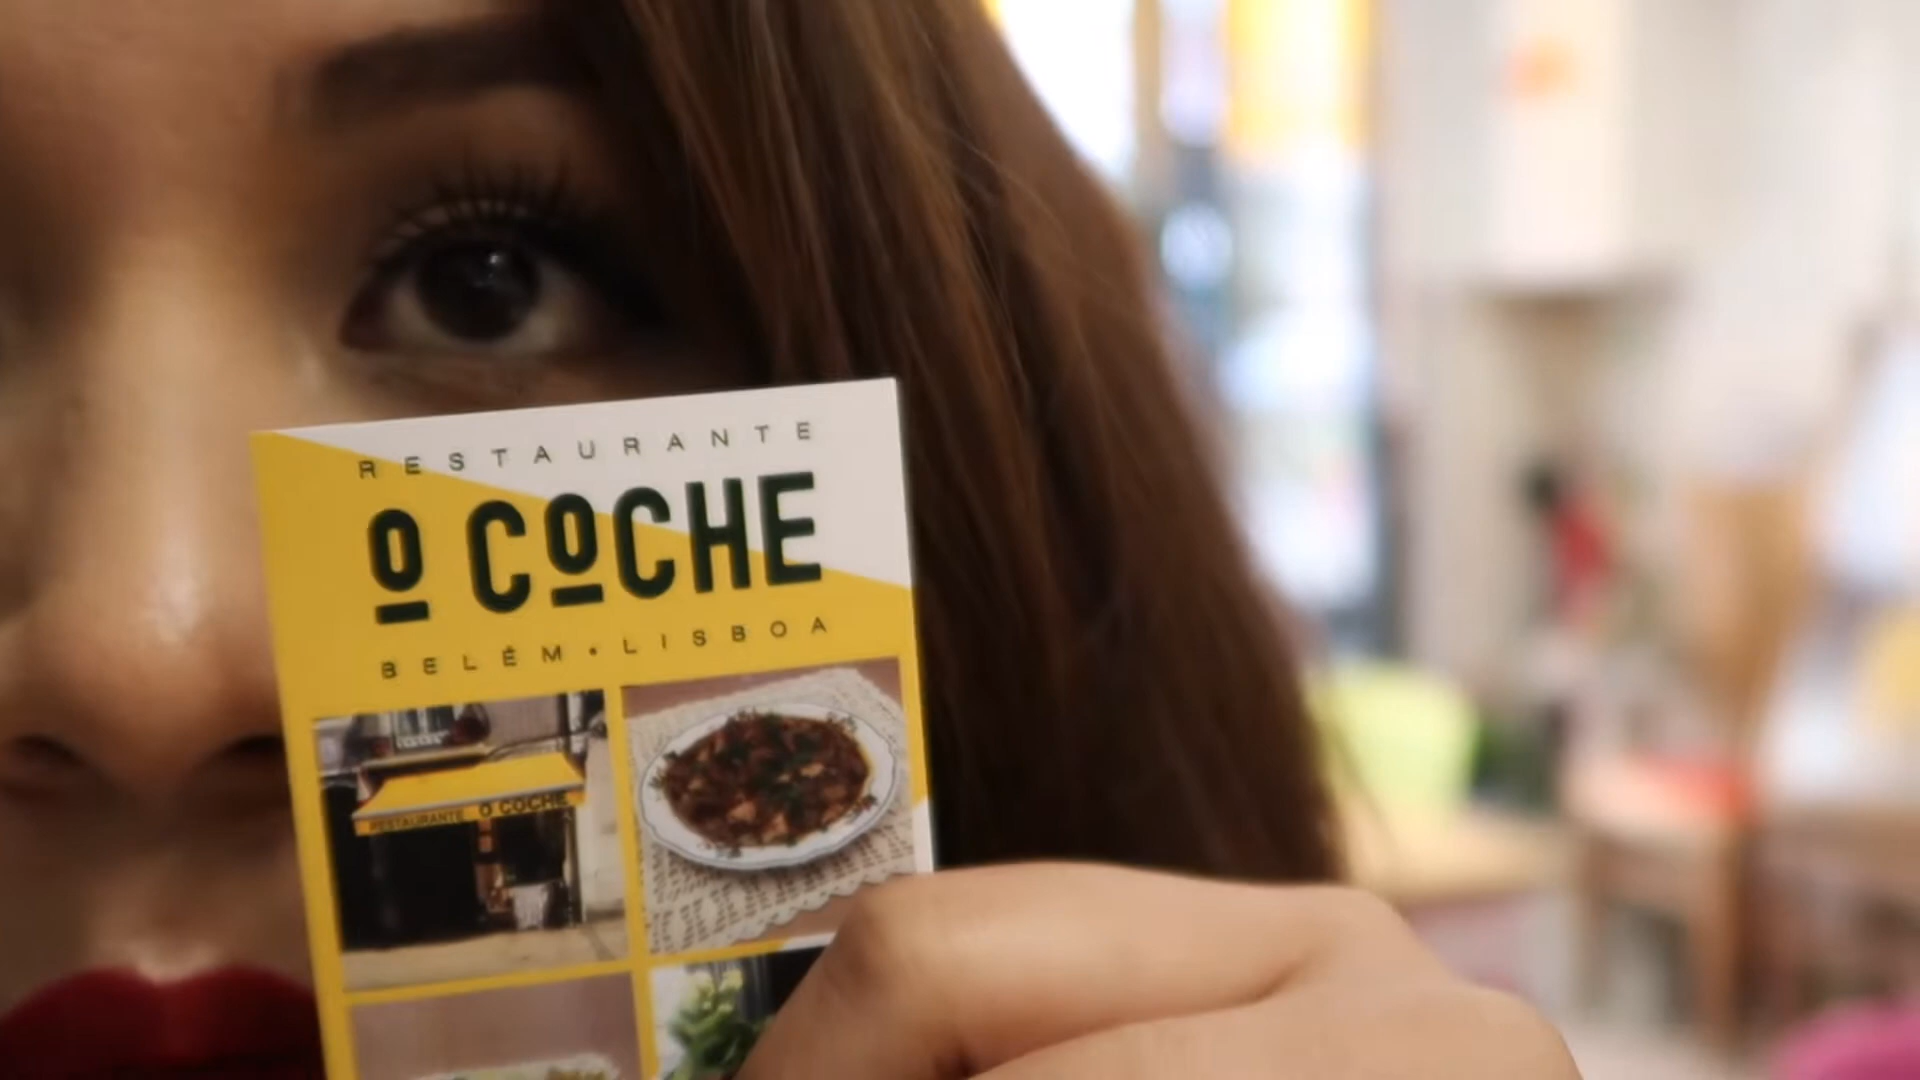 RESTAURANTE
O COCHE
BELÉM • LISBOA
RESTAURANTE O COCHE